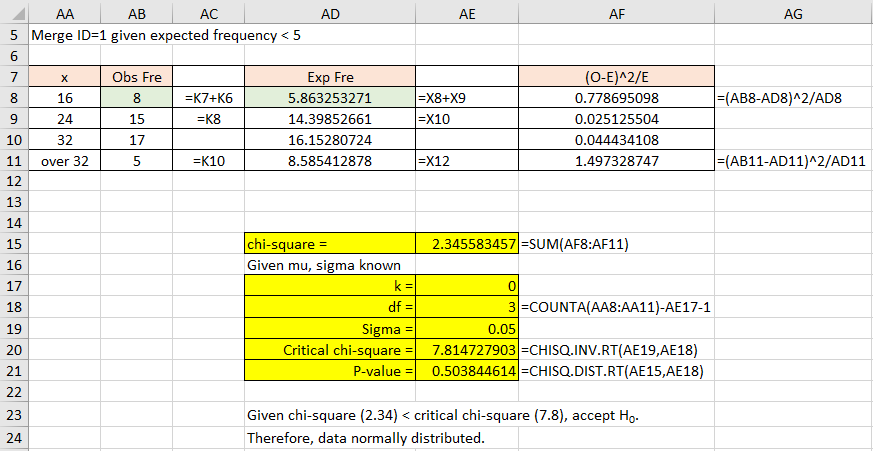 AA AB AC AD AE AF AG
5 Merge ID=1 given expected frequency < 5
6
7 x Obs Fre Exp Fre (O-E)^2/E
8 16 8 =K7+K6 5.863253271 =X8+X9 0.778695098 =(AB8-AD8)^2/AD8
9 24 15 =K8 14.39852661 =X10 0.025125504
10 32 17 16.15280724 0.044434108
11 over 32 5 =K10 8.585412878 =X12 1.497328747 =(AB11-AD11)^2/AD11
12
13
14
15 chi-square = 2.345583457 =SUM(AF8:AF11)
16 Given mu, sigma known
17 k = 0
18 df = 3 =COUNTA(AA8:AA11)-AE17-1
19 Sigma = 0.05
20 Critical chi-square = 7.814727903 =CHISQ.INV.RT(AE19,AE18)
21 P-value = 0.503844614 =CHISQ.DIST.RT(AE15,AE18)
22
23 Given chi-square (2.34) < critical chi-square (7.8), accept H₀.
24 Therefore, data normally distributed.